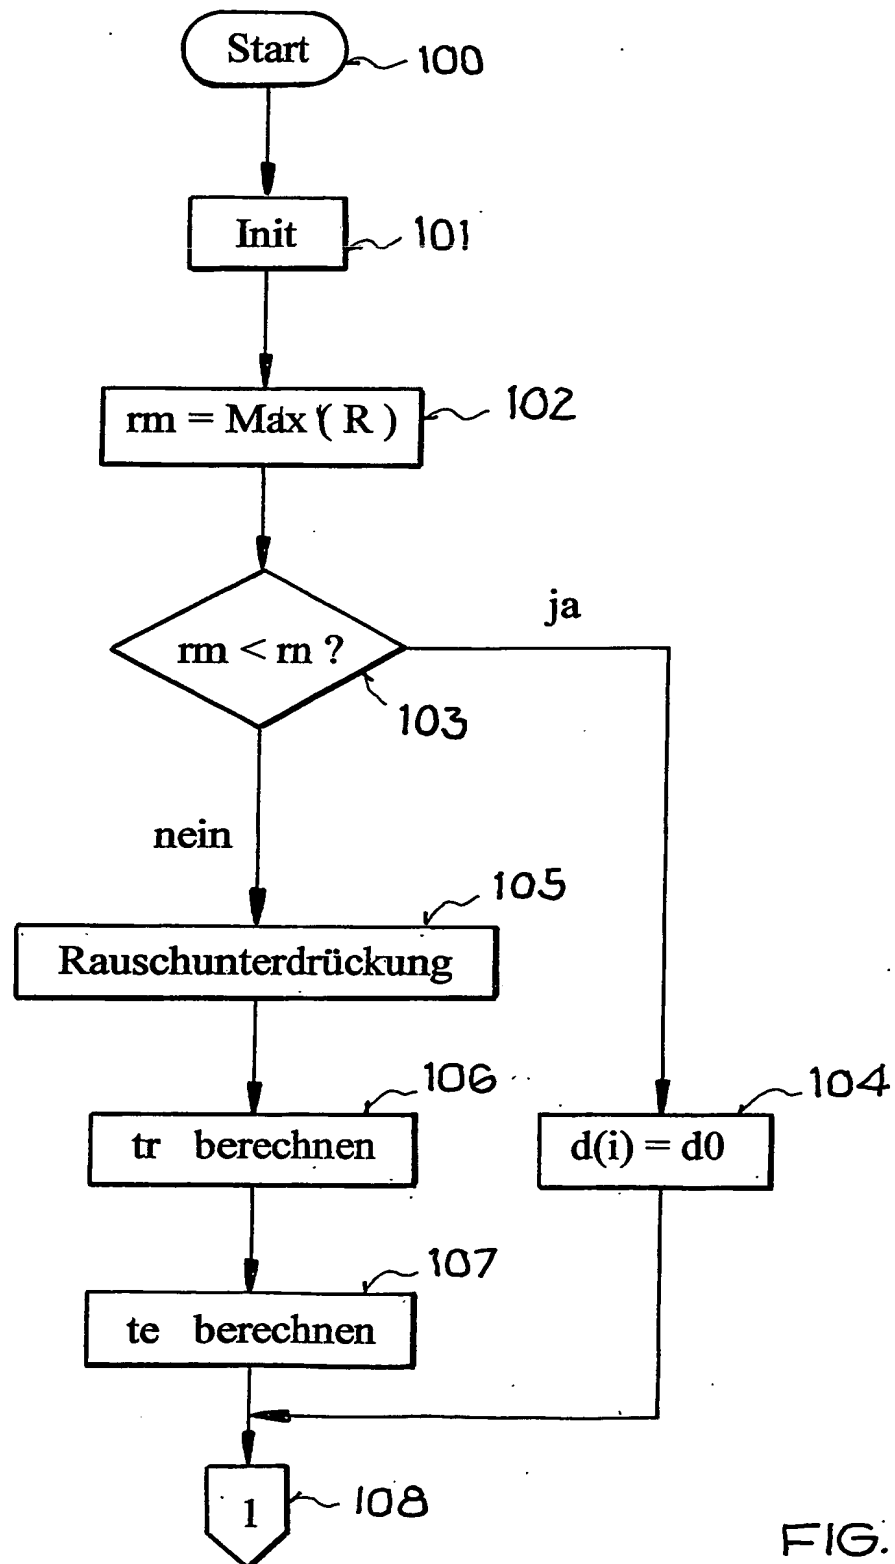 Start
100
Init
101
rm = Max ( R )
102
rm < rn ?
103
ja
nein
105
Rauschunterdrückung
106
tr berechnen
104
d(i) = d0
107
te berechnen
1
108
FIG.